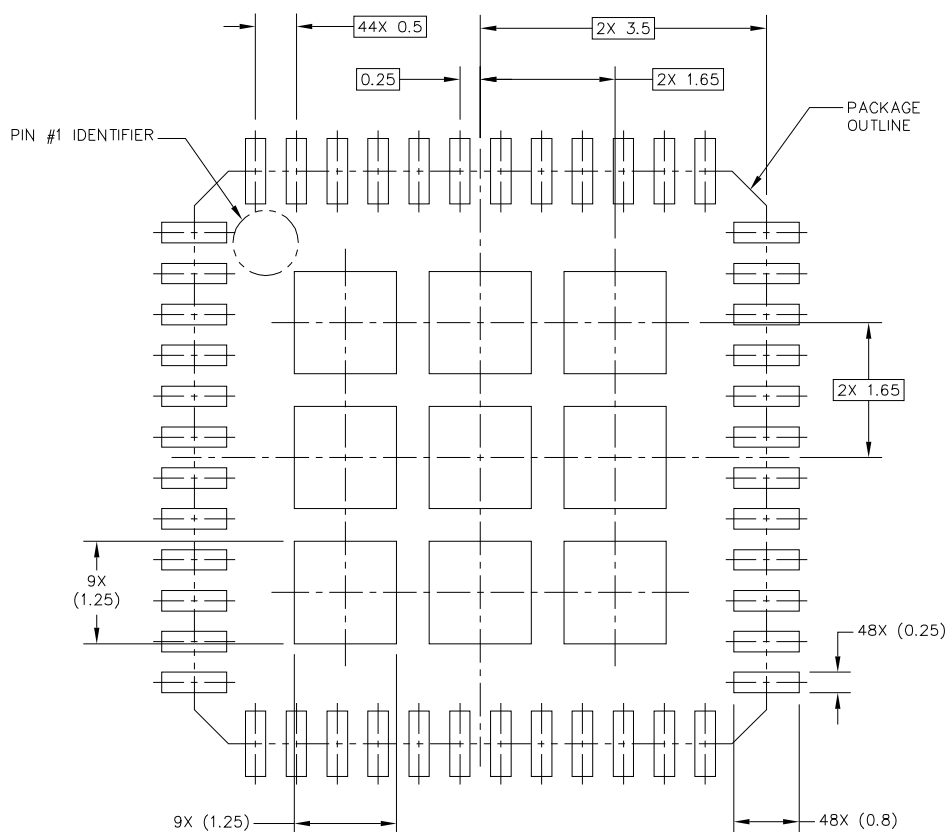 44X 0.5
2X 3.5
0.25
2X 1.65
PIN #1 IDENTIFIER
PACKAGE
OUTLINE
2X 1.65
9X
(1.25)
48X (0.25)
9X (1.25)
48X (0.8)